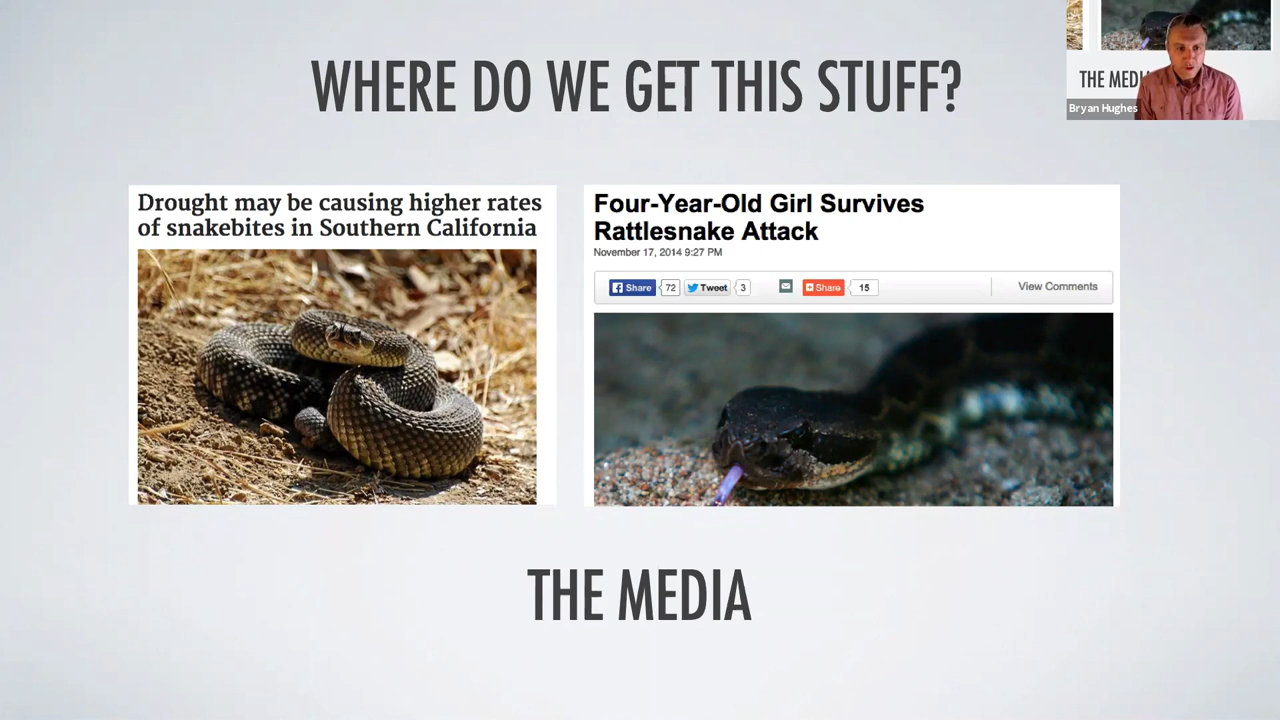 WHERE DO WE GET THIS STUFF?
THE MEDI
Bryan Hughes
Drought may be causing higher rates
of snakebites in Southern California
Four-Year-Old Girl Survives
Rattlesnake Attack
November 17, 2014 9:27 PM
Share 72 Tweet 3 Share 15 View Comments
THE MEDIA